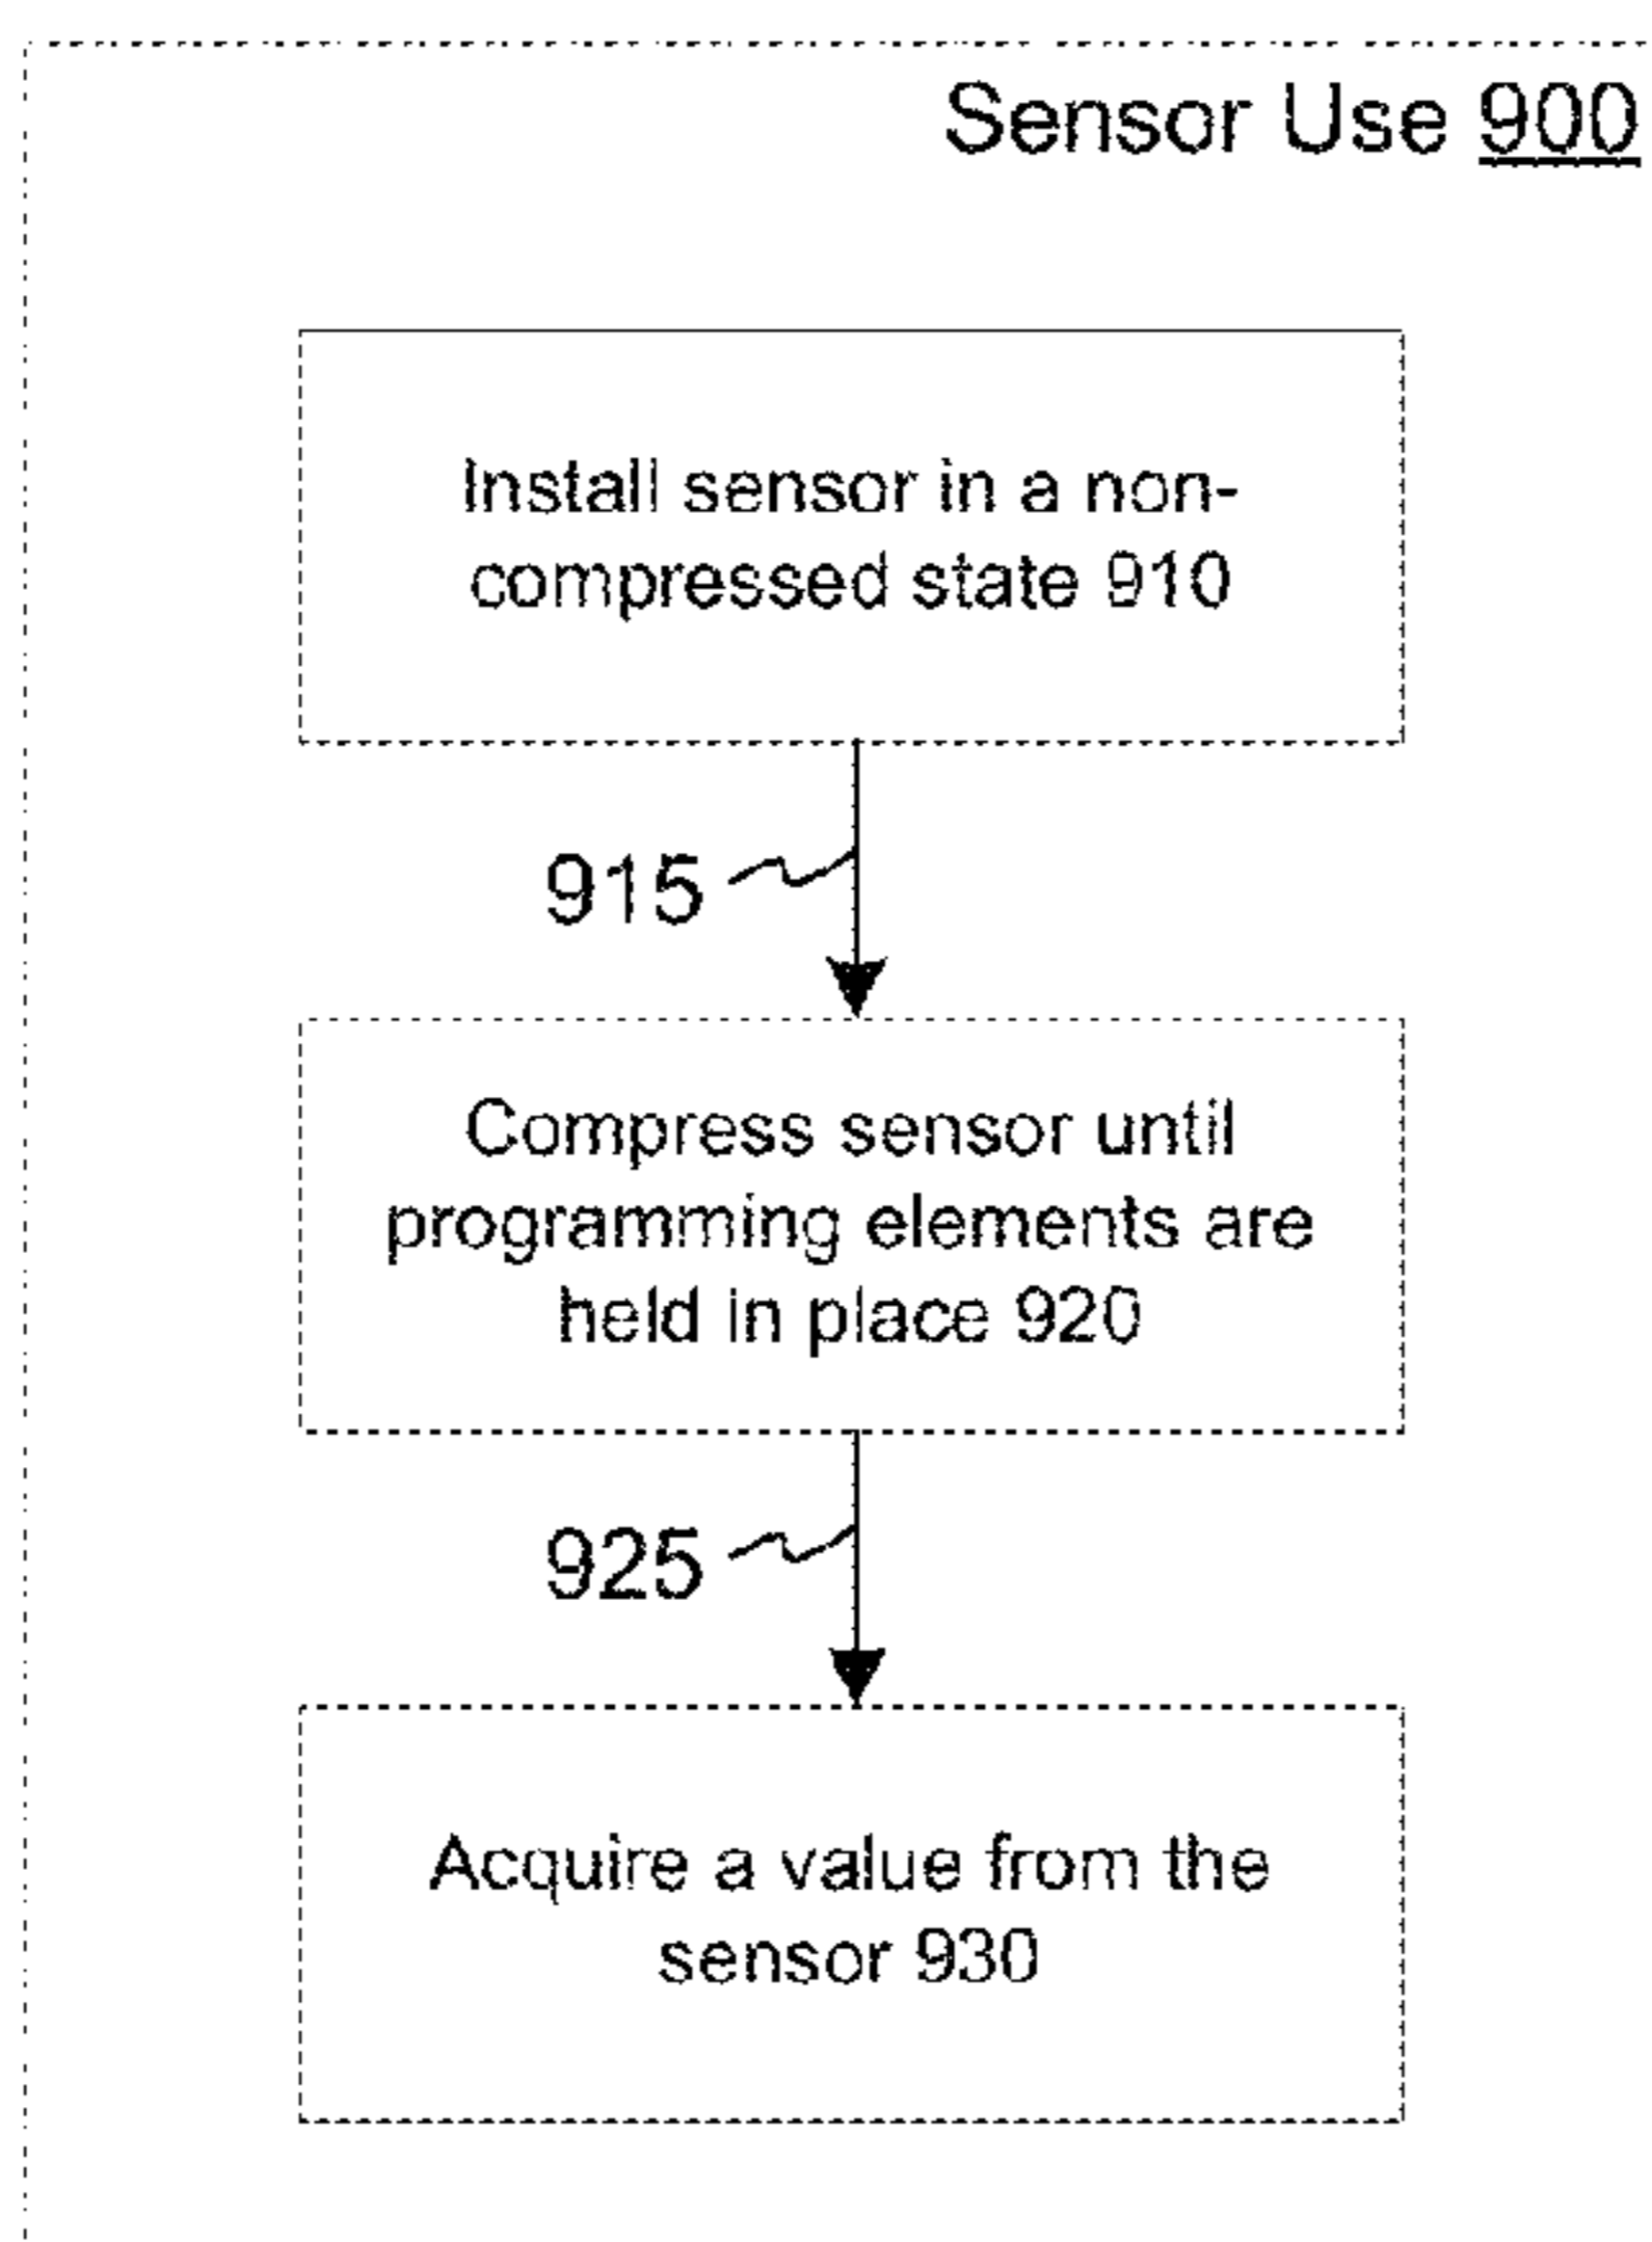 Sensor Use 900
Install sensor in a non-
compressed state 910
915
Compress sensor until
programming elements are
held in place 920
925
Acquire a value from the
sensor 930